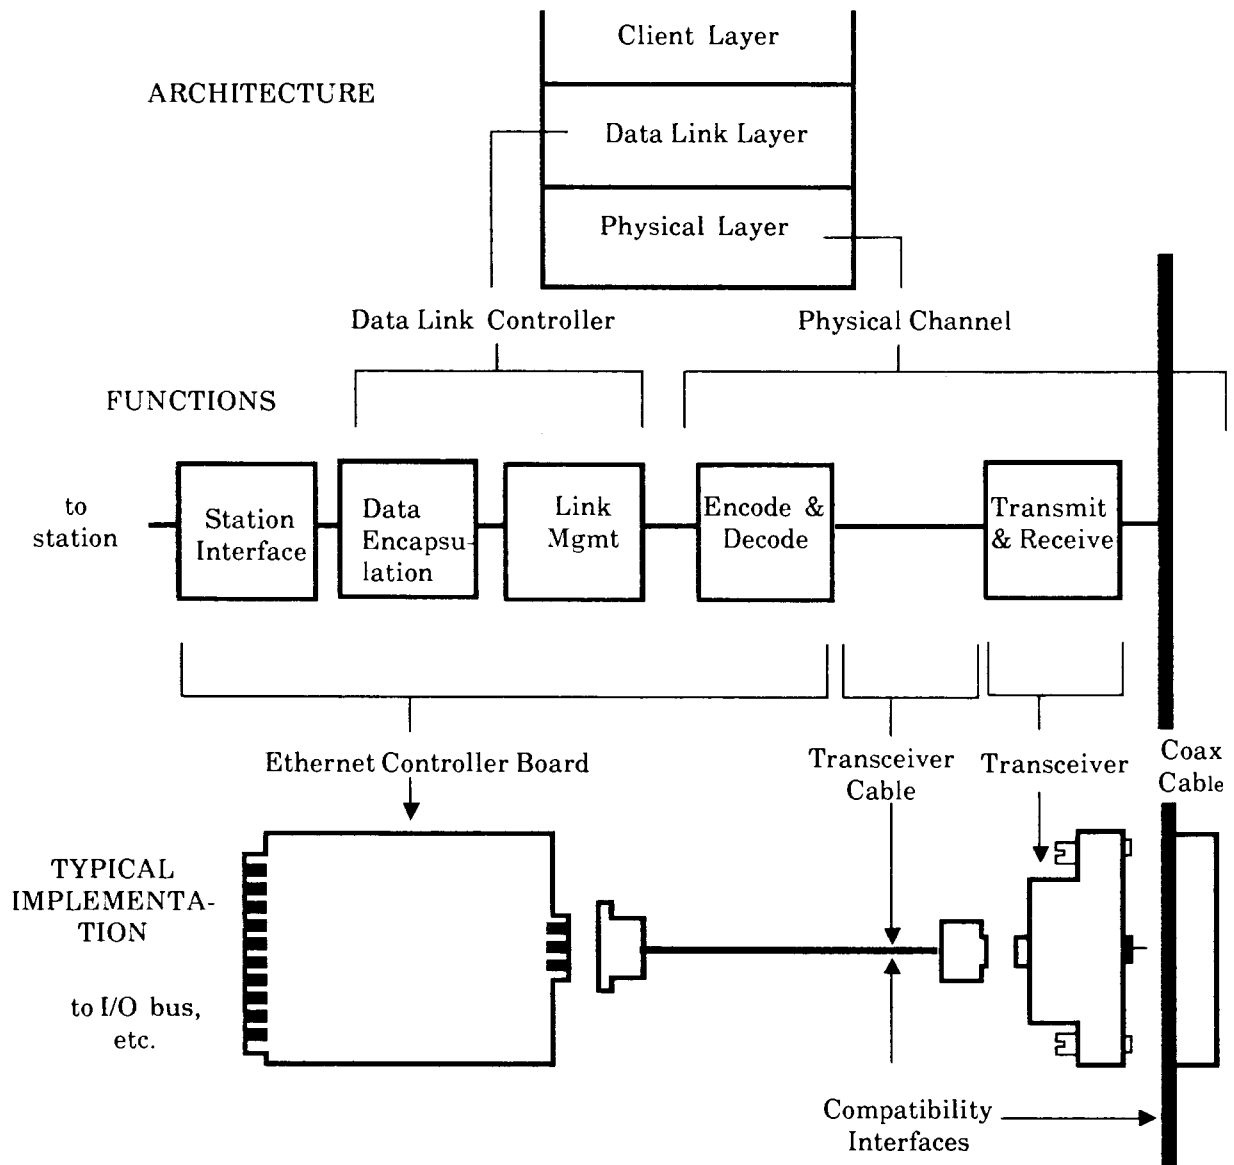 Client Layer
ARCHITECTURE
Data Link Layer
Physical Layer
Data Link Controller
Physical Channel
FUNCTIONS
to
station
Station
Interface
Data
Encapsu-
lation
Link
Mgmt
Encode &
Decode
Transmit
& Receive
Ethernet Controller Board
Transceiver
Cable
Transceiver
Coax
Cable
TYPICAL
IMPLEMENTA-
TION
to I/O bus,
etc.
Compatibility
Interfaces